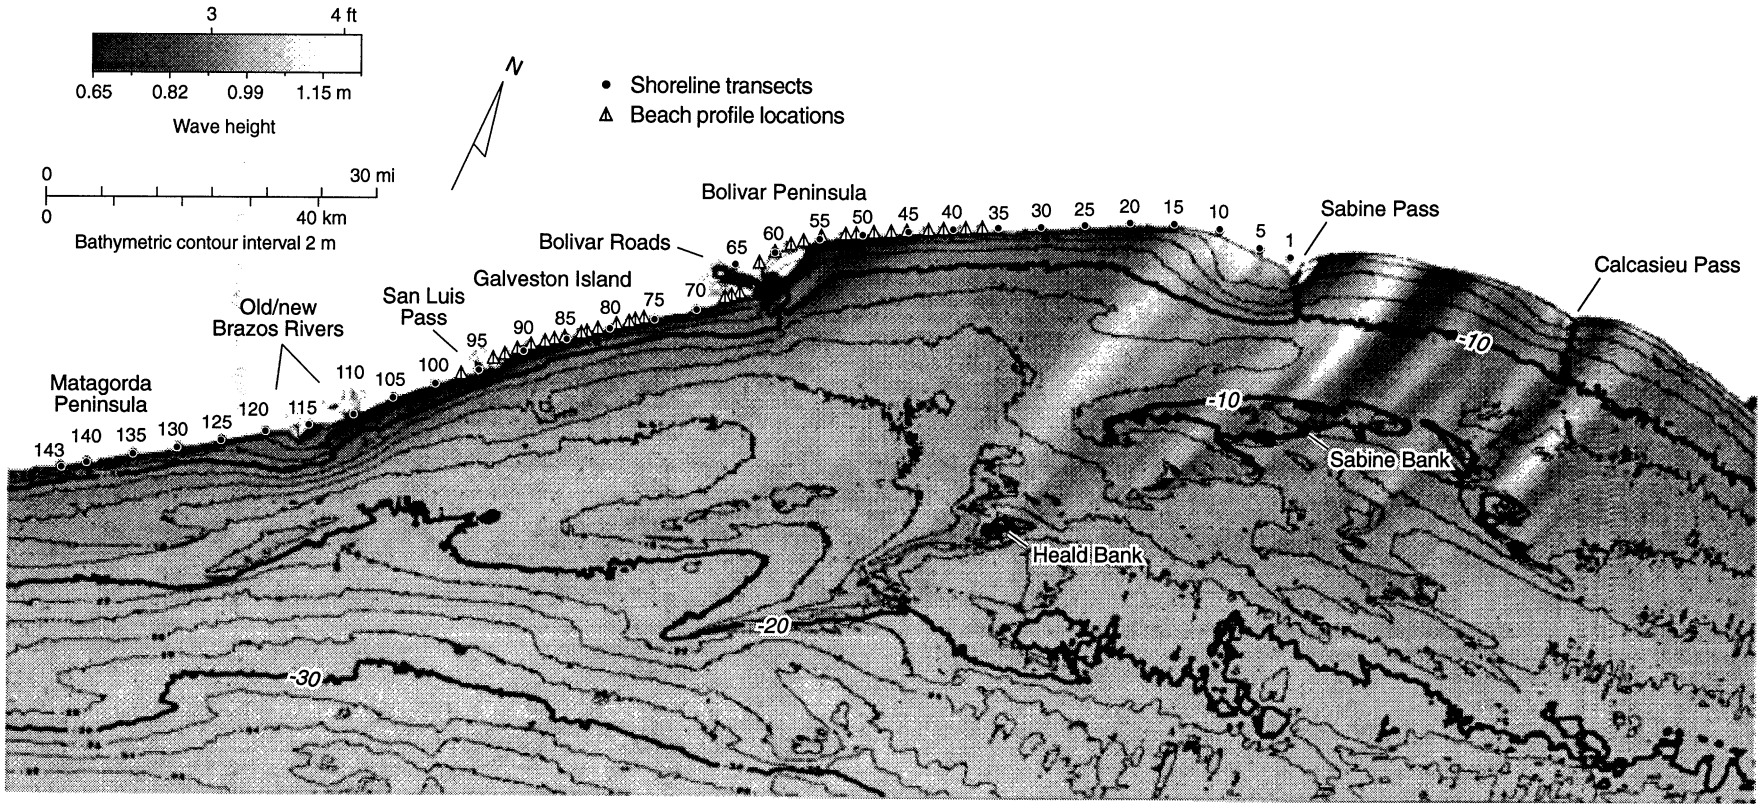 3 4 ft
0.65 0.82 0.99 1.15 m
Wave height
N
Shoreline transects
Beach profile locations
0 30 mi
0 40 km
Bathymetric contour interval 2 m
Bolivar Peninsula
Bolivar Roads
Galveston Island
San Luis
Pass
Old/new
Brazos Rivers
Matagorda
Peninsula
Sabine Pass
Calcasieu Pass
143 140 135 130 125 120 115 110 105 100 95 90 85 80 75 70 65 60 55 50 45 40 35 30 25 20 15 10 5 1
-10
-10
Sabine Bank
Heald Bank
-20
-30